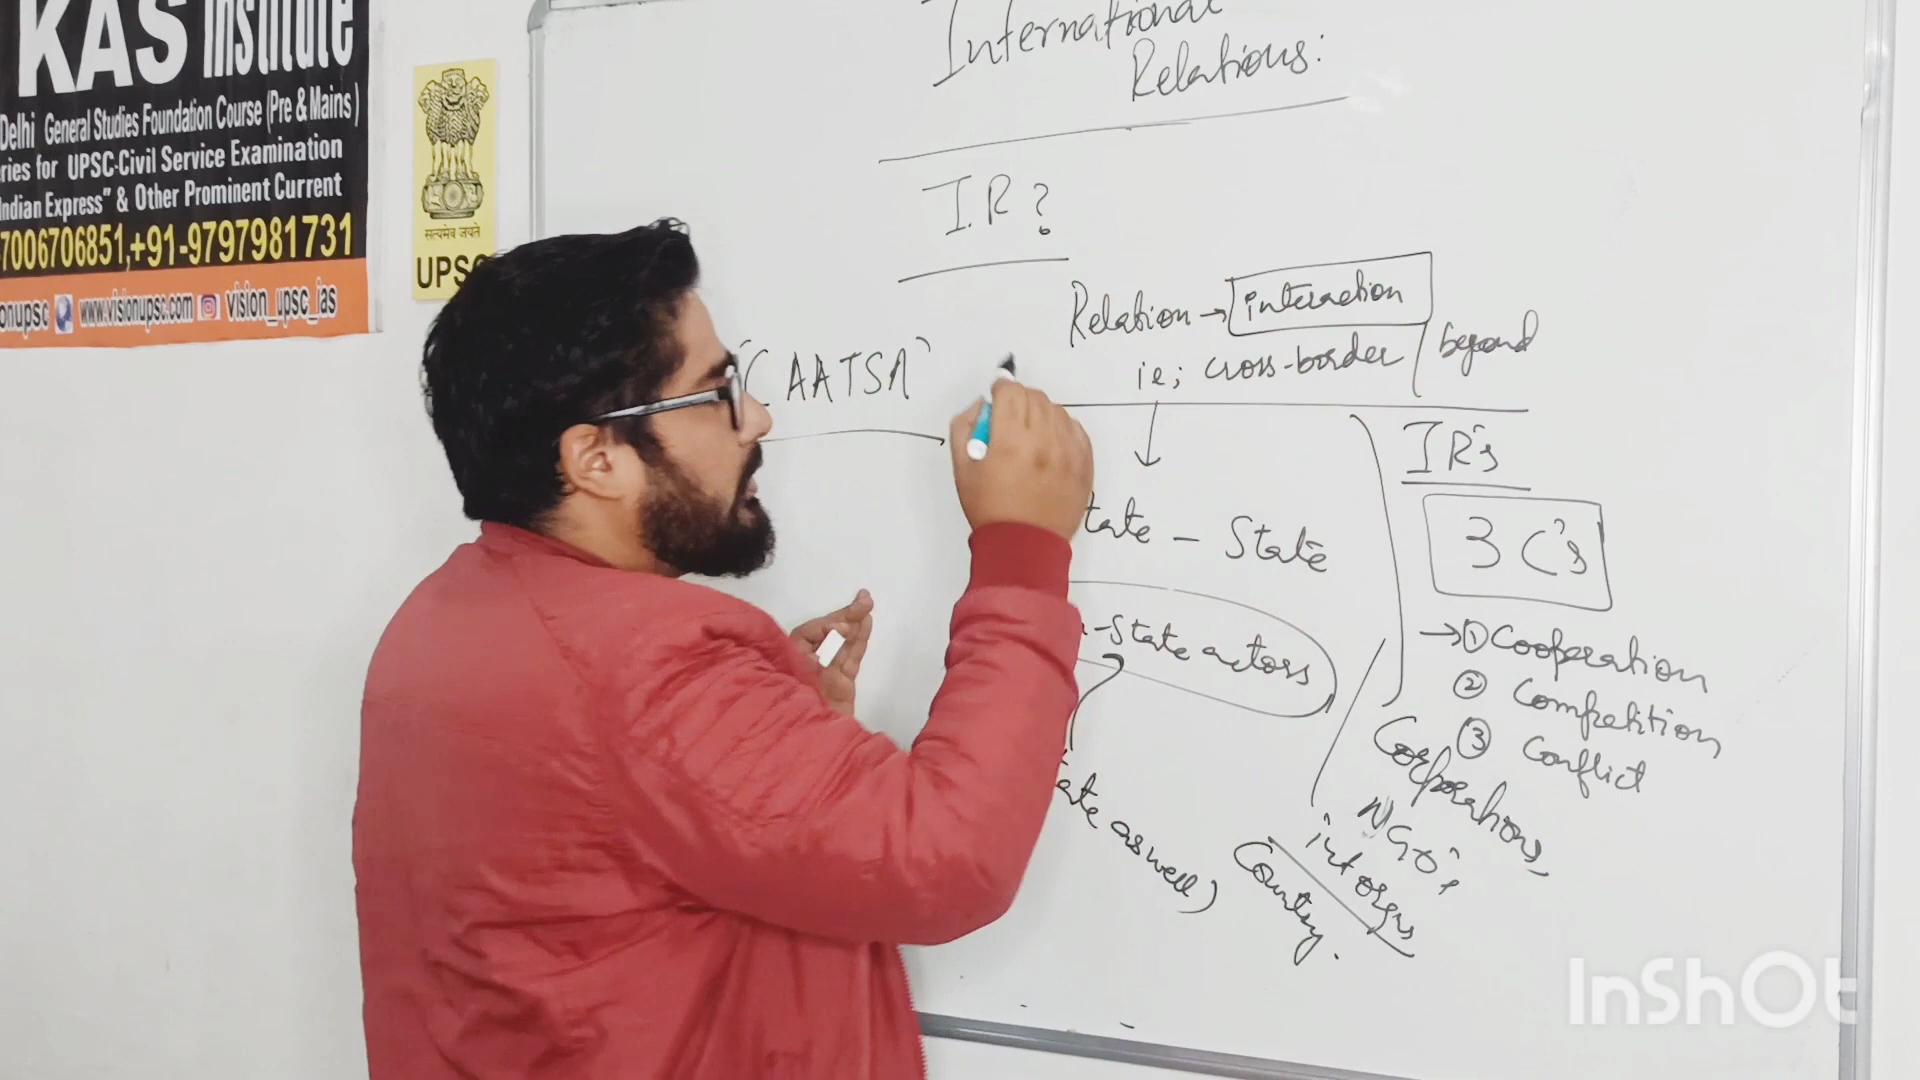 KAS Institute
Delhi General Studies Foundation Course (Pre & Mains)
ries for UPSC-Civil Service Examination
Indian Express" & Other Prominent Current
7006706851,+91-9797981731
onupsc www.visionupsc.com vision_upsc_ias
सत्यमेव जयते
UPSC
International
Relations:
I.R?
Relation → interaction
ie; cross-border / beyond
"CAATSA"
IR's
3 C's
tate - State
-State actors
→ ① Cooperation
② Competition
③ Conflict
Corporations
NGO's
int orgs
Country.
tate as well)
InShOt